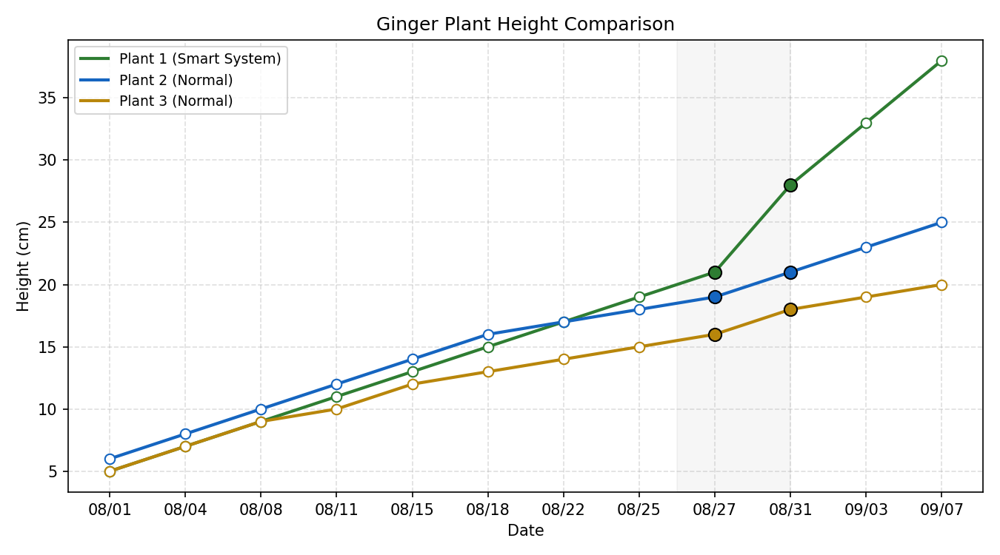 Ginger Plant Height Comparison
Plant 1 (Smart System)
Plant 2 (Normal)
Plant 3 (Normal)
Height (cm)
35
30
25
20
15
10
5
08/01 08/04 08/08 08/11 08/15 08/18 08/22 08/25 08/27 08/31 09/03 09/07
Date